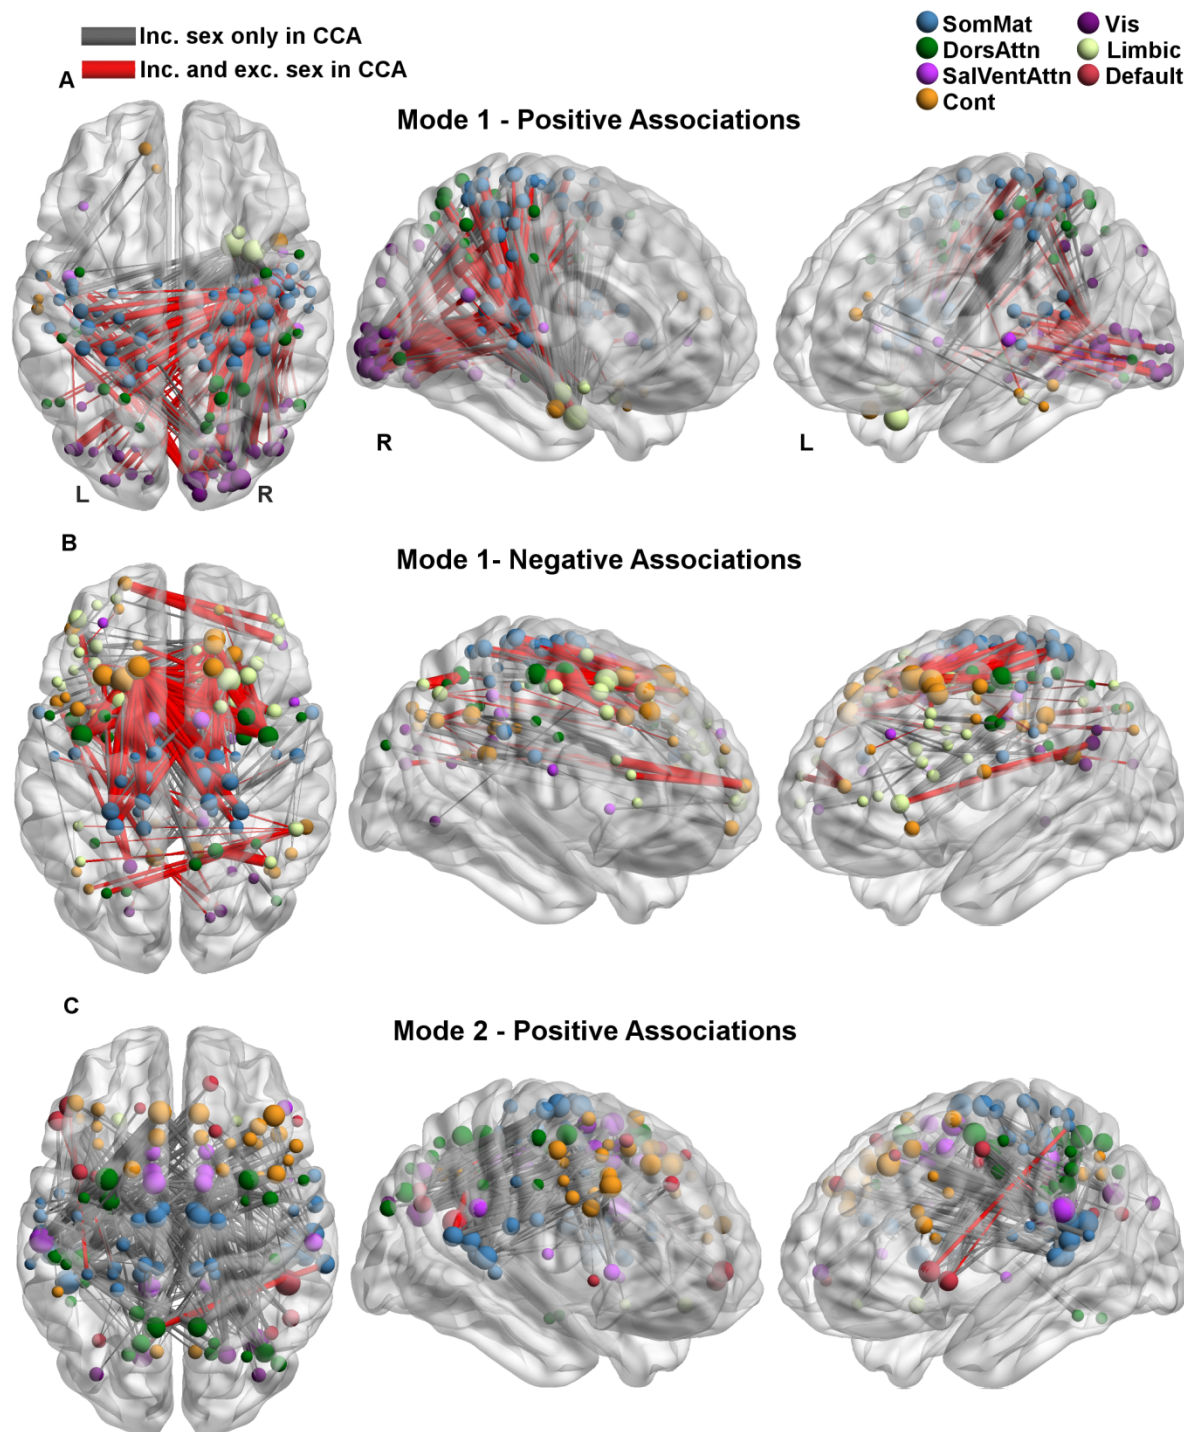 Inc. sex only in CCA
Inc. and exc. sex in CCA
SomMat
Vis
DorsAttn
Limbic
SalVentAttn
Default
Cont
A
Mode 1 - Positive Associations
L
R
R
L
B
Mode 1- Negative Associations
C
Mode 2 - Positive Associations